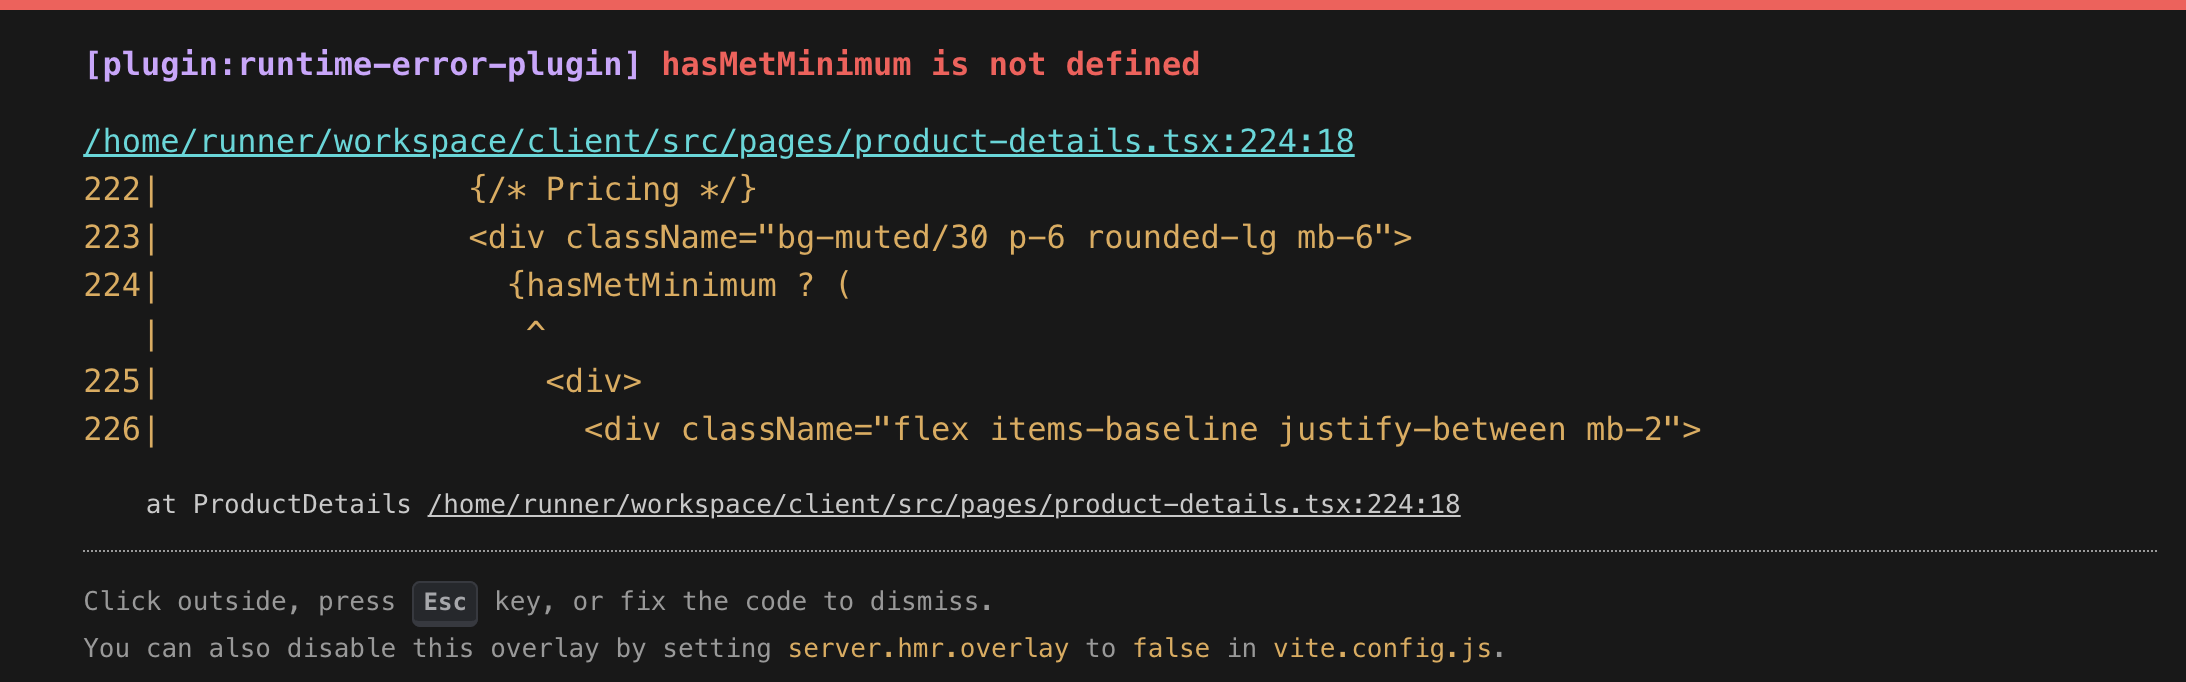 [plugin:runtime-error-plugin] hasMetMinimum is not defined
/home/runner/workspace/client/src/pages/product-details.tsx:224:18
222|                {/* Pricing */}
223|                <div className="bg-muted/30 p-6 rounded-lg mb-6">
224|                  {hasMetMinimum ? (
   |                   ^
225|                    <div>
226|                      <div className="flex items-baseline justify-between mb-2">
at ProductDetails /home/runner/workspace/client/src/pages/product-details.tsx:224:18
Click outside, press Esc key, or fix the code to dismiss.
You can also disable this overlay by setting server.hmr.overlay to false in vite.config.js.